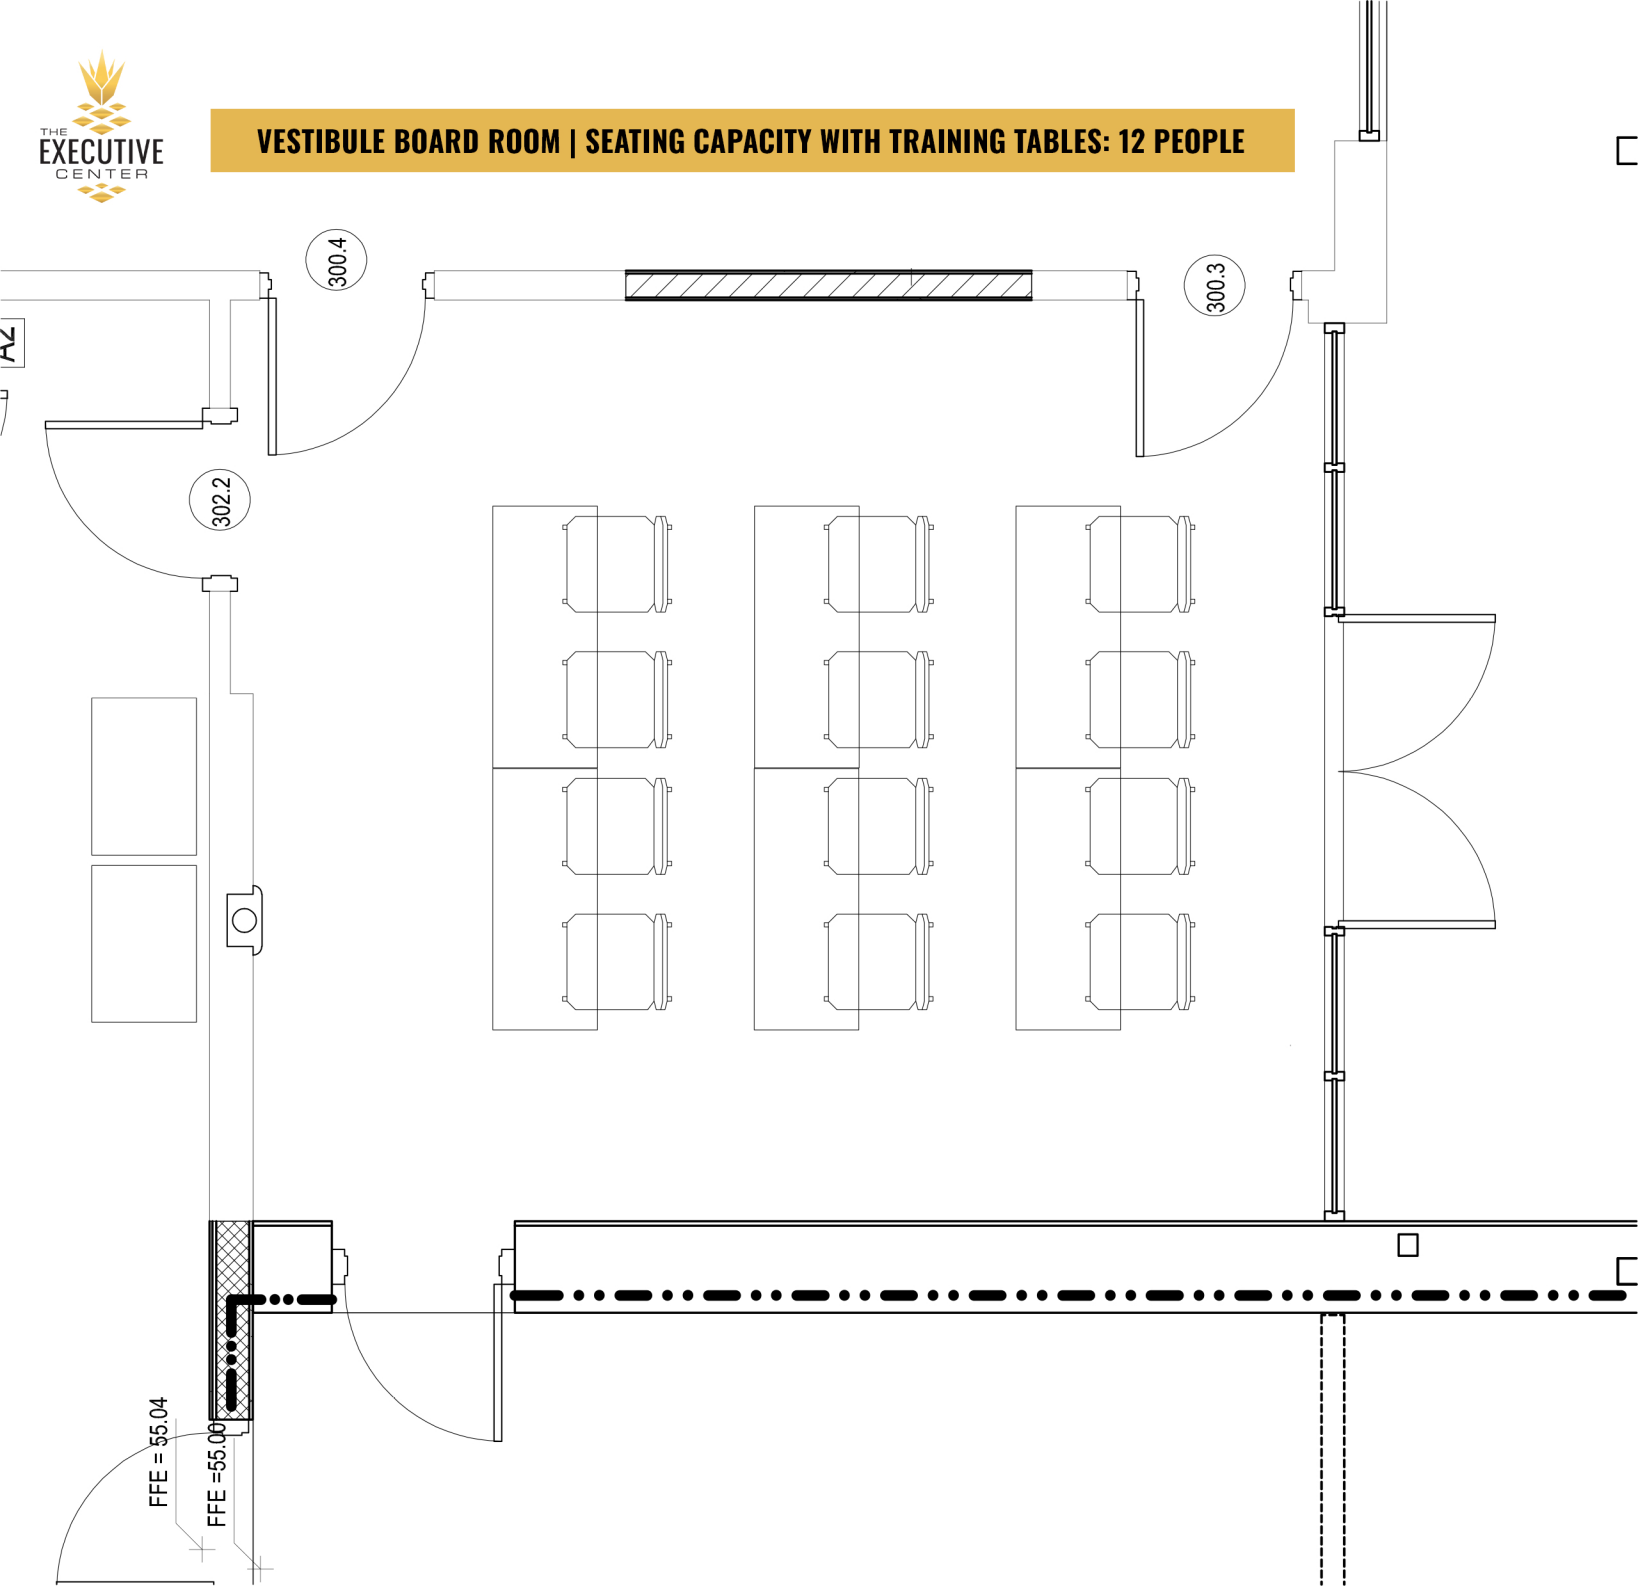 THE
EXECUTIVE
CENTER
VESTIBULE BOARD ROOM | SEATING CAPACITY WITH TRAINING TABLES: 12 PEOPLE
300.4
300.3
A2
302.2
FFE = 55.04
FFE =55.00